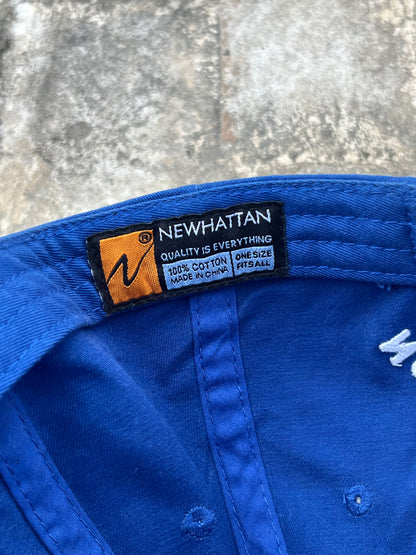 ®
NEWHATTAN
QUALITY IS EVERYTHING
100% COTTON
MADE IN CHINA
ONE SIZE
FITS ALL